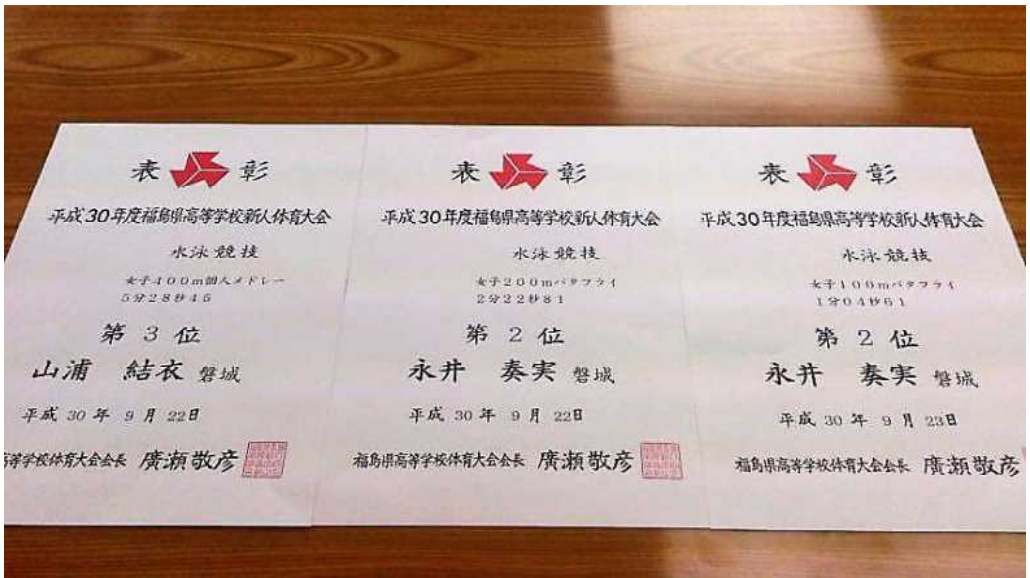 表 彰
平成30年度福島県高等学校新人体育大会
水泳競技
女子400m個人メドレー
5分28秒45
第3位
山浦 結衣 磐城
平成30年9月22日
等学校体育大会会長 廣瀬敬彦
表 彰
平成30年度福島県高等学校新人体育大会
水泳競技
女子200mバタフライ
2分22秒81
第2位
永井 奏実 磐城
平成30年9月22日
福島県高等学校体育大会会長 廣瀬敬彦
表 彰
平成30年度福島県高等学校新人体育大会
水泳競技
女子100mバタフライ
1分04秒61
第2位
永井 奏実 磐城
平成30年9月23日
福島県高等学校体育大会会長 廣瀬敬彦